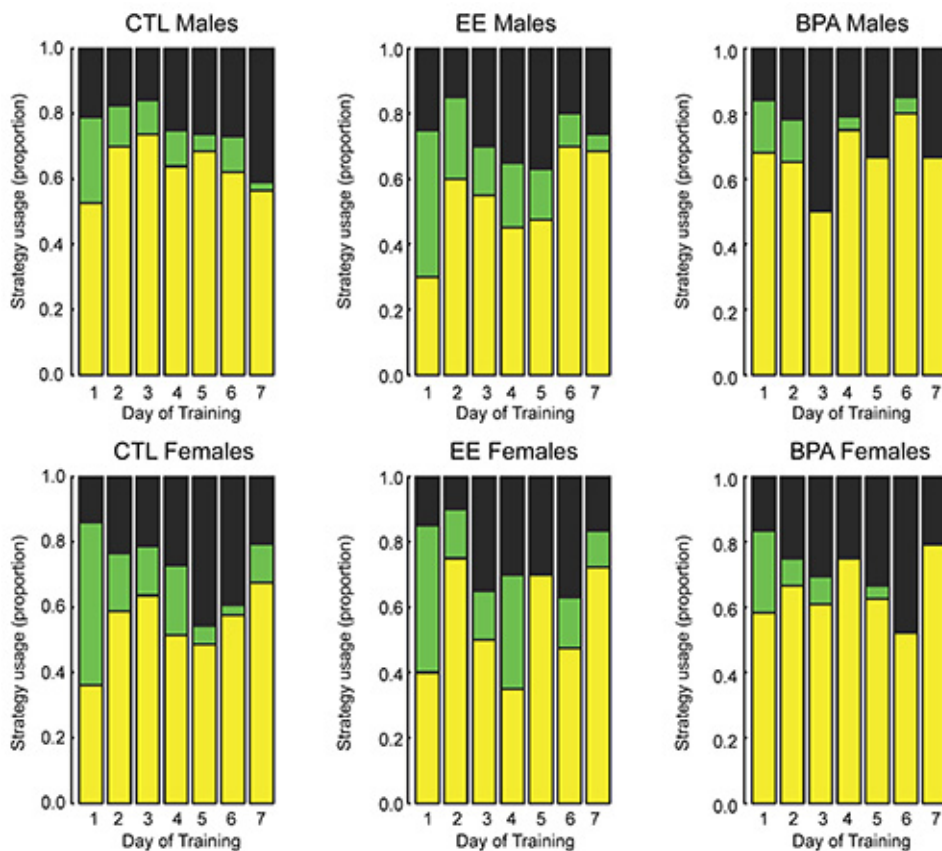 CTL Males
EE Males
BPA Males
Strategy usage (proportion)
1.0
0.8
0.6
0.4
0.2
0.0
1 2 3 4 5 6 7
Day of Training
Strategy usage (proportion)
1.0
0.8
0.6
0.4
0.2
0.0
1 2 3 4 5 6 7
Day of Training
Strategy usage (proportion)
1.0
0.8
0.6
0.4
0.2
0.0
1 2 3 4 5 6 7
Day of Training
CTL Females
EE Females
BPA Females
Strategy usage (proportion)
1.0
0.8
0.6
0.4
0.2
0.0
1 2 3 4 5 6 7
Day of Training
Strategy usage (proportion)
1.0
0.8
0.6
0.4
0.2
0.0
1 2 3 4 5 6 7
Day of Training
Strategy usage (proportion)
1.0
0.8
0.6
0.4
0.2
0.0
1 2 3 4 5 6 7
Day of Training